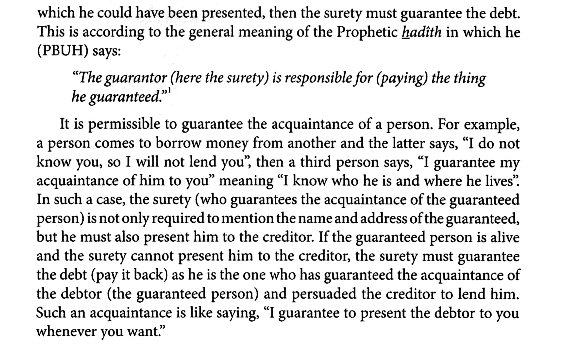 which he could have been presented, then the surety must guarantee the debt.
This is according to the general meaning of the Prophetic ḥadîth in which he
(PBUH) says:
"The guarantor (here the surety) is responsible for (paying) the thing
he guaranteed."¹
It is permissible to guarantee the acquaintance of a person. For example,
a person comes to borrow money from another and the latter says, "I do not
know you, so I will not lend you", then a third person says, "I guarantee my
acquaintance of him to you" meaning "I know who he is and where he lives".
In such a case, the surety (who guarantees the acquaintance of the guaranteed
person) is not only required to mention the name and address of the guaranteed,
but he must also present him to the creditor. If the guaranteed person is alive
and the surety cannot present him to the creditor, the surety must guarantee
the debt (pay it back) as he is the one who has guaranteed the acquaintance of
the debtor (the guaranteed person) and persuaded the creditor to lend him.
Such an acquaintance is like saying, "I guarantee to present the debtor to you
whenever you want."